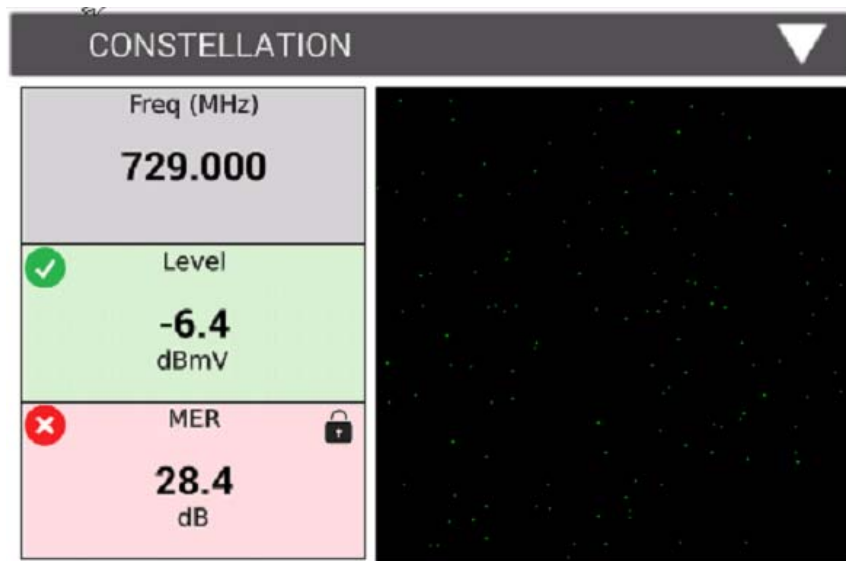 CONSTELLATION
Freq (MHz)
729.000
Level
-6.4
dBmV
MER
28.4
dB